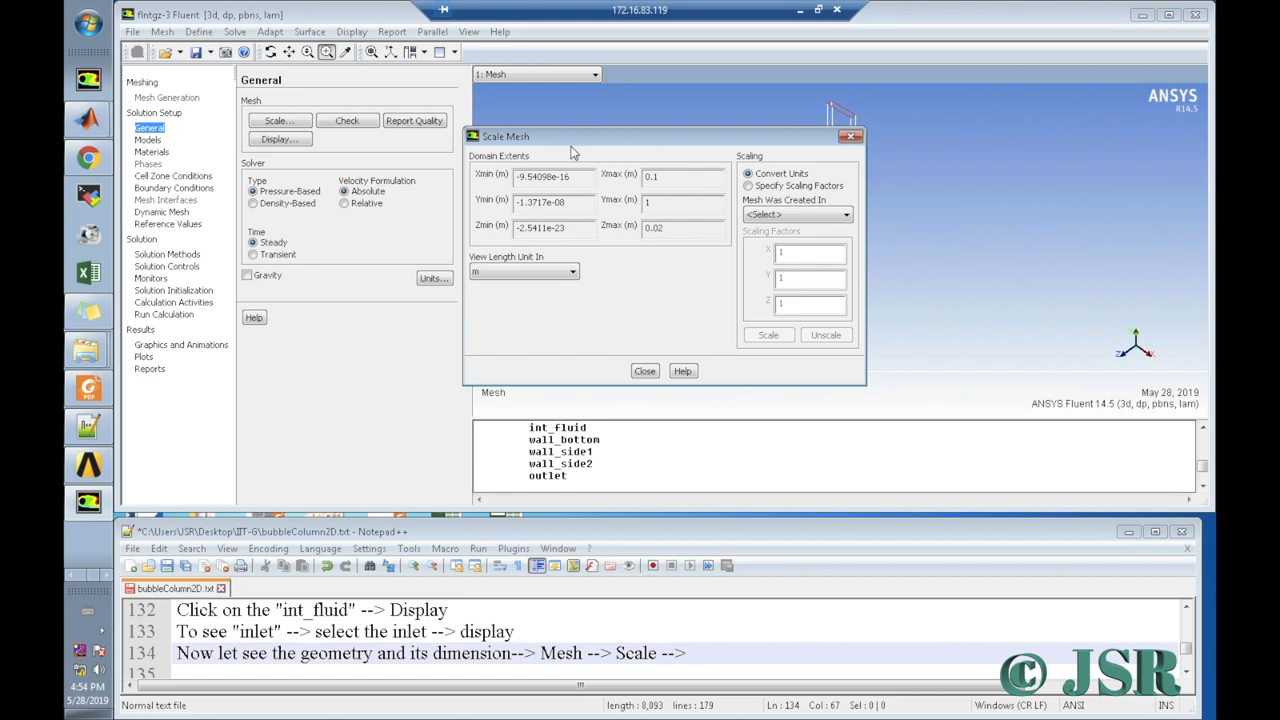 flntgz-3 Fluent [3d, dp, pbns, lam]
172.16.83.119
File Mesh Define Solve Adapt Surface Display Report Parallel View Help
Meshing
Mesh Generation
Solution Setup
General
Models
Materials
Phases
Cell Zone Conditions
Boundary Conditions
Mesh Interfaces
Dynamic Mesh
Reference Values
Solution
Solution Methods
Solution Controls
Monitors
Solution Initialization
Calculation Activities
Run Calculation
Results
Graphics and Animations
Plots
Reports
General
Mesh
Scale... Check Report Quality
Display...
Solver
Type Velocity Formulation
Pressure-Based Absolute
Density-Based Relative
Time
Steady
Transient
Gravity Units...
Help
1: Mesh
ANSYS
R14.5
Scale Mesh
Domain Extents
Xmin (m) -9.54098e-16 Xmax (m) 0.1
Ymin (m) -1.3717e-08 Ymax (m) 1
Zmin (m) -2.5411e-23 Zmax (m) 0.02
View Length Unit In
m
Scaling
Convert Units
Specify Scaling Factors
Mesh Was Created In
<Select>
Scaling Factors
X 1
Y 1
Z 1
Scale Unscale
Close Help
Y
Z X
Mesh
May 28, 2019
ANSYS Fluent 14.5 (3d, dp, pbns, lam)
int_fluid
wall_bottom
wall_side1
wall_side2
outlet
*C:\Users\JSR\Desktop\IIT-G\bubbleColumn2D.txt - Notepad++
File Edit Search View Encoding Language Settings Tools Macro Run Plugins Window ?
X
bubbleColumn2D.txt
132 Click on the "int_fluid" --> Display
133 To see "inlet" --> select the inlet --> display
134 Now let see the geometry and its dimension--> Mesh --> Scale -->
135
© JSR
Normal text file length : 8,093 lines : 179 Ln : 134 Col : 67 Sel : 0 | 0 Windows (CR LF) ANSI INS
PDF
4:54 PM
5/28/2019